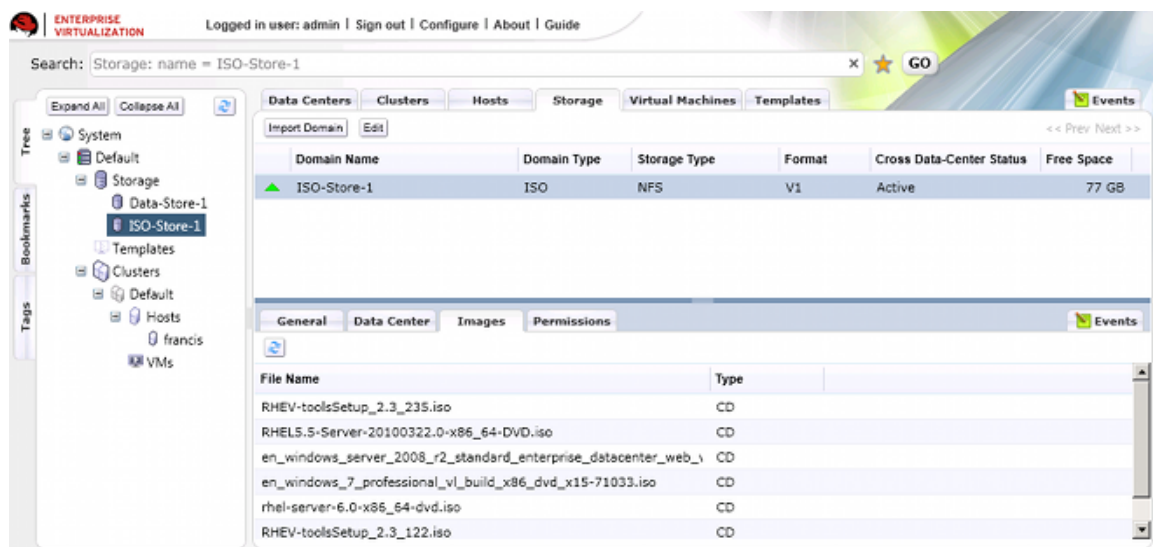 ENTERPRISE
VIRTUALIZATION
Logged in user: admin | Sign out | Configure | About | Guide
Search: Storage: name = ISO-Store-1 × GO
Expand All Collapse All
Tree
Bookmarks
Tags
System
Default
Storage
Data-Store-1
ISO-Store-1
Templates
Clusters
Default
Hosts
francis
VMs
Data Centers Clusters Hosts Storage Virtual Machines Templates Events
Import Domain Edit << Prev Next >>
Domain Name Domain Type Storage Type Format Cross Data-Center Status Free Space
ISO-Store-1 ISO NFS V1 Active 77 GB
General Data Center Images Permissions Events
File Name Type
RHEV-toolsSetup_2.3_235.iso CD
RHEL5.5-Server-20100322.0-x86_64-DVD.iso CD
en_windows_server_2008_r2_standard_enterprise_datacenter_web_ CD
en_windows_7_professional_vl_build_x86_dvd_x15-71033.iso CD
rhel-server-6.0-x86_64-dvd.iso CD
RHEV-toolsSetup_2.3_122.iso CD